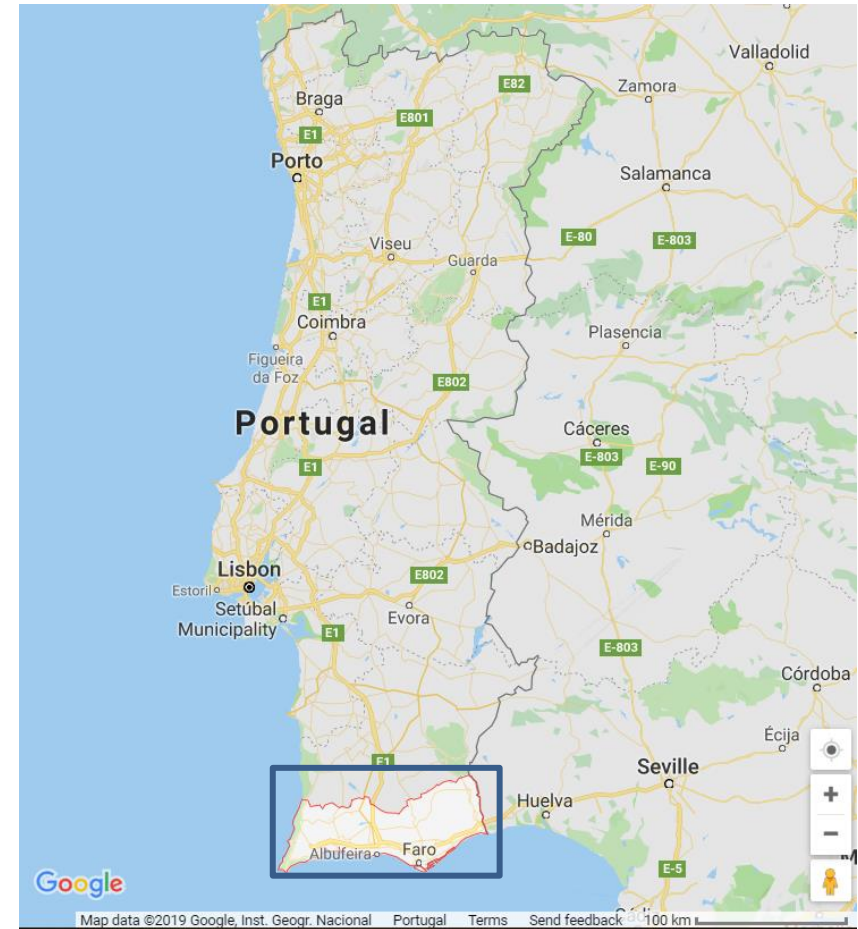 Valladolid
Zamora
E82
Braga
E801
E1
Porto
Salamanca
Viseu
E-80
E-803
Guarda
E1
Coimbra
Plasencia
Figueira
da Foz
E802
Portugal
Cáceres
E-803
E1
E-90
Mérida
Badajoz
Lisbon
E802
Estoril
Setúbal
Municipality
Evora
E1
E-803
Córdoba
Écija
E1
Seville
Huelva
Albufeira
Faro
E-5
Google
Map data ©2019 Google, Inst. Geogr. Nacional Portugal Terms Send feedback 100 km